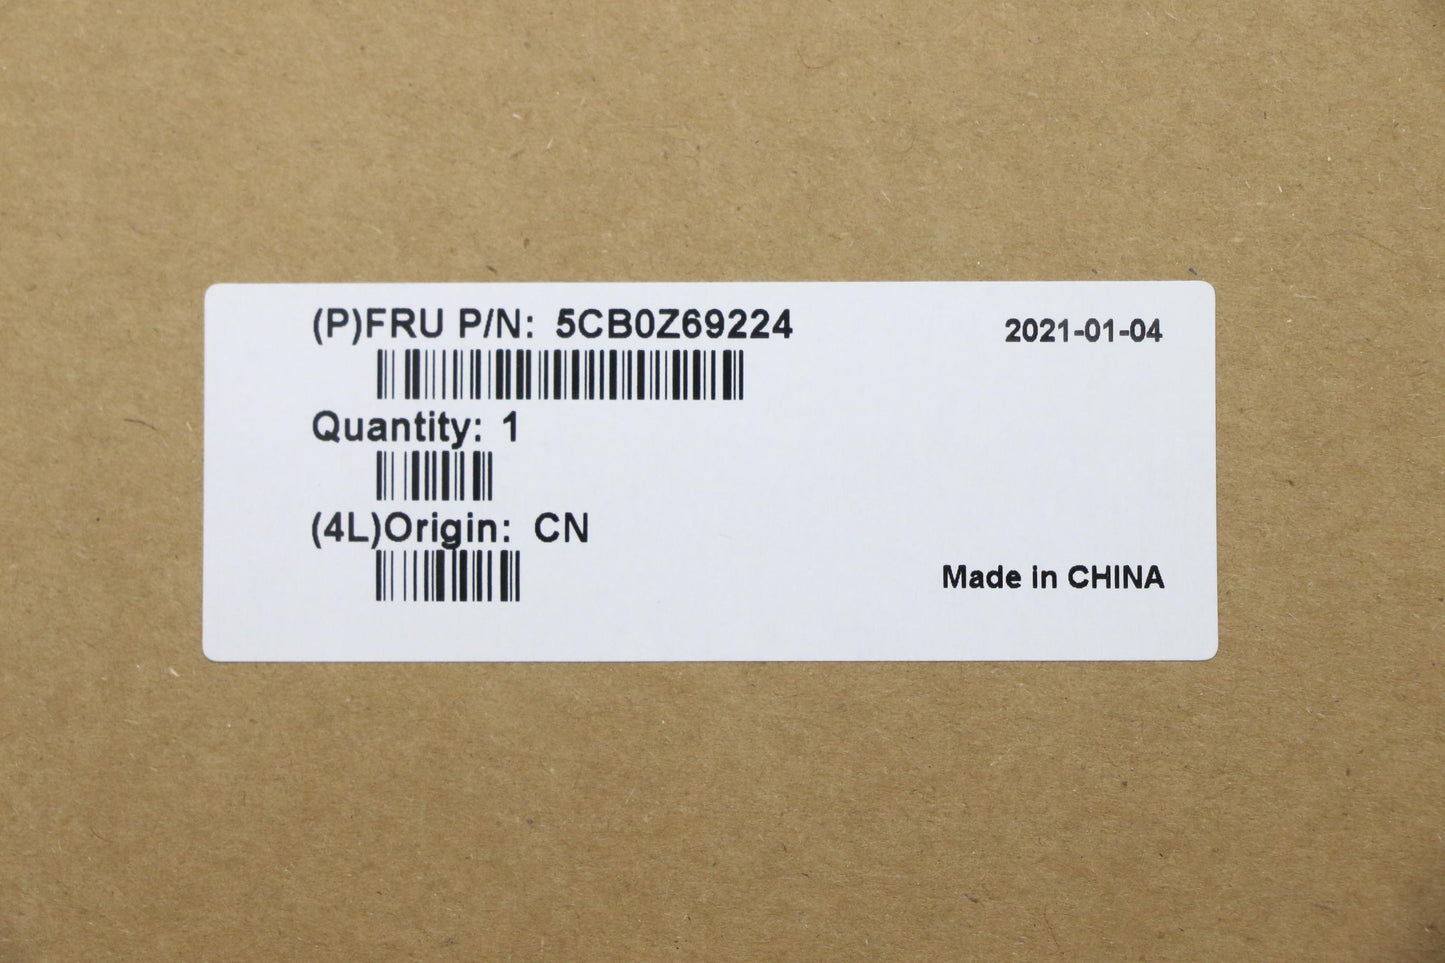 (P)FRU P/N: 5CB0Z69224
2021-01-04
Quantity: 1
(4L)Origin: CN
Made in CHINA